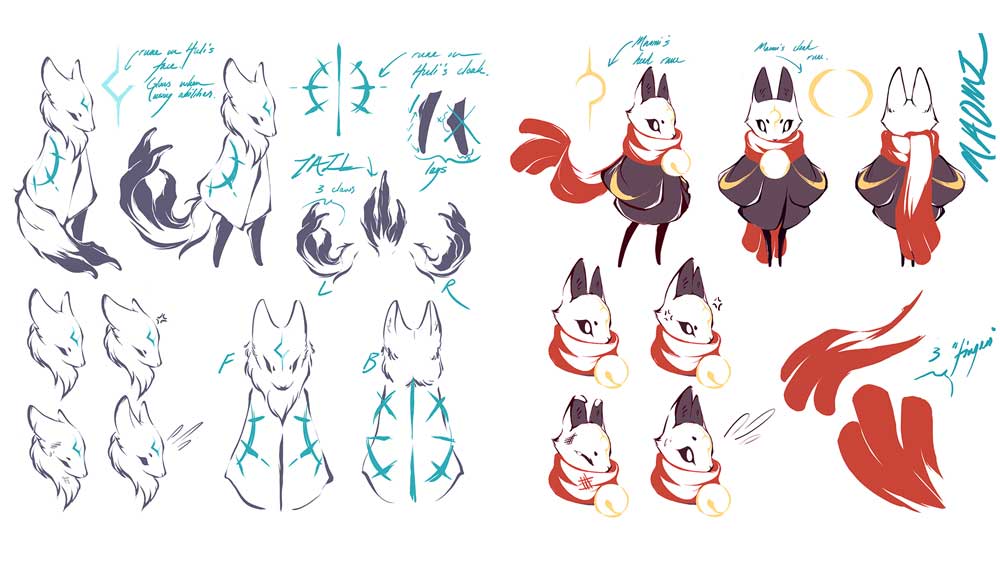 rune on Huli's
face.
Glows when
using abilities.
rune on
Huli's cloak.
legs
TAIL
3 claws
L
R
F
B
Maomi's
head rune
Maomi's cloak
rune.
MAOMI
3 "fingers"